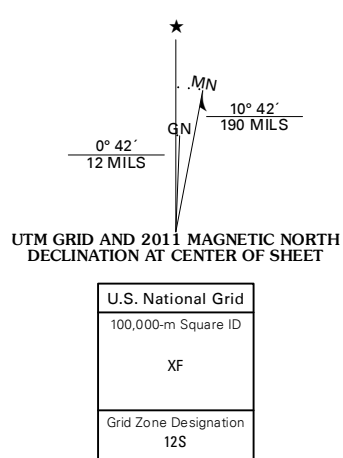 ★
MN
GN
10° 42´
190 MILS
0° 42´
12 MILS
UTM GRID AND 2011 MAGNETIC NORTH
DECLINATION AT CENTER OF SHEET
U.S. National Grid
100,000-m Square ID
XF
Grid Zone Designation
12S